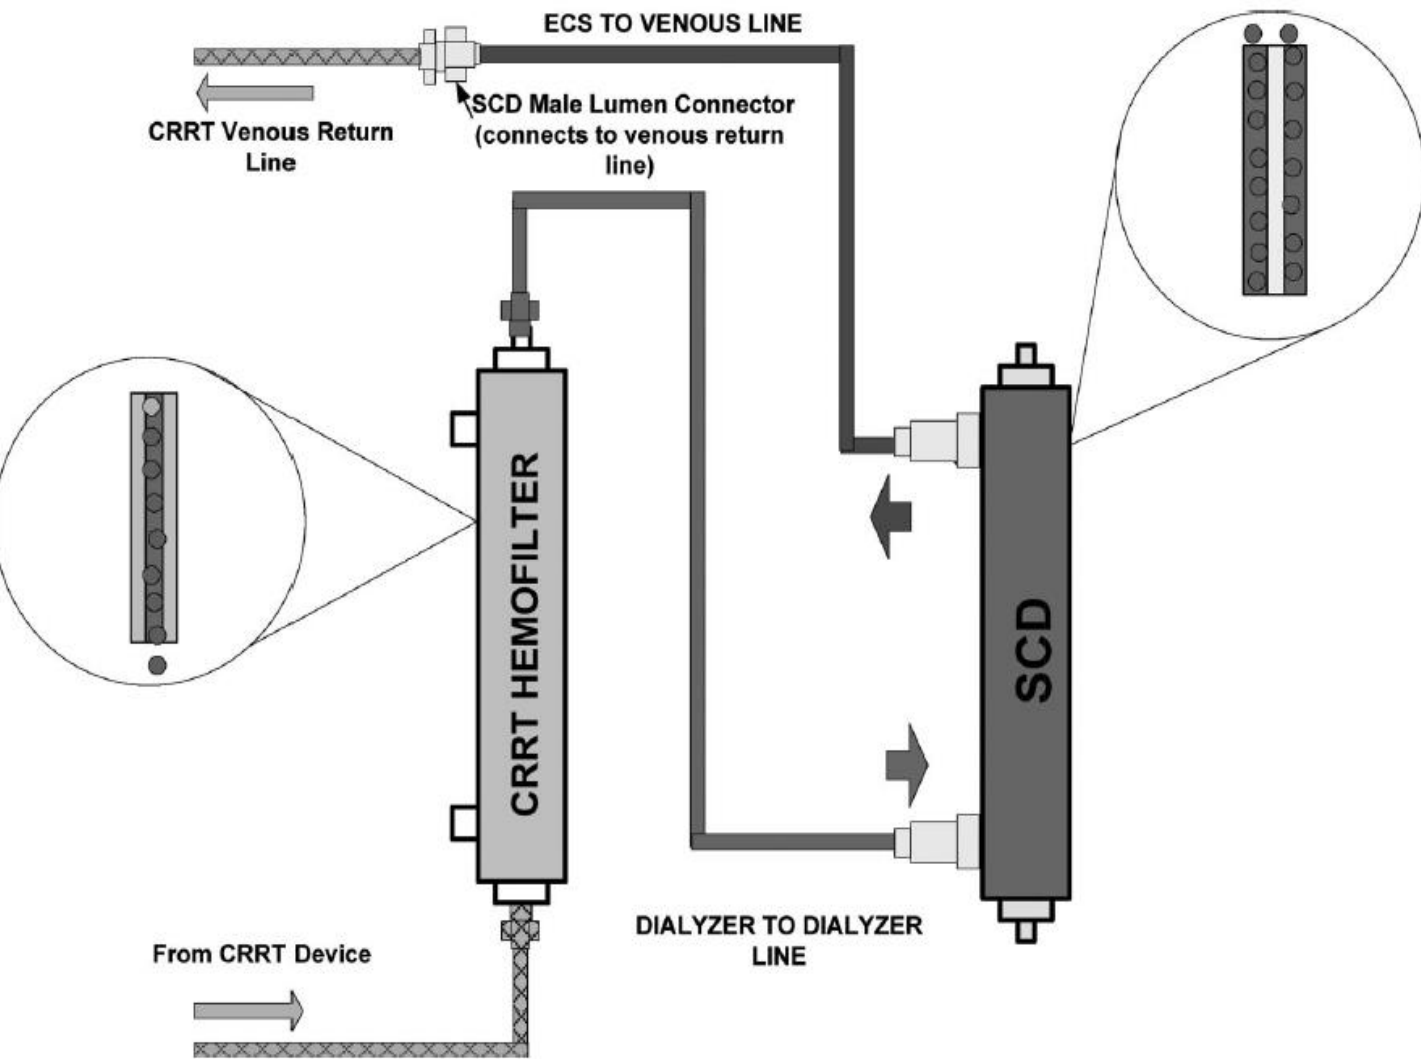 ECS TO VENOUS LINE
SCD Male Lumen Connector
(connects to venous return
line)
CRRT Venous Return
Line
CRRT HEMOFILTER
SCD
DIALYZER TO DIALYZER
LINE
From CRRT Device